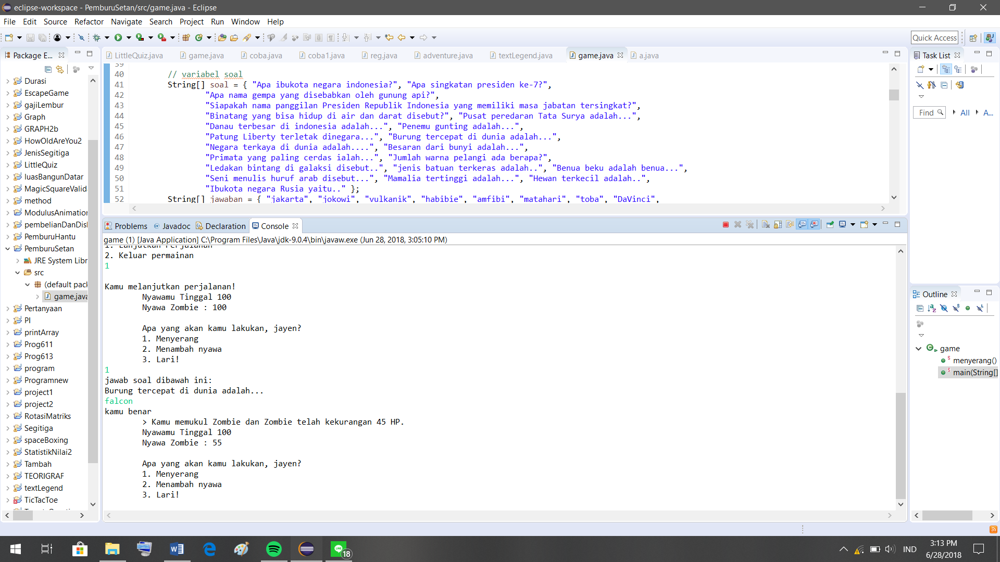 eclipse-workspace - PemburuSetan/src/game.java - Eclipse
File Edit Source Refactor Navigate Search Project Run Window Help
Quick Access
Package E...
Durasi
EscapeGame
gajiLembur
Graph
GRAPH2b
HowOldAreYou2
JenisSegitiga
LittleQuiz
luasBangunDatar
MagicSquareValid
method
ModulusAnimation
pembelianDanDisk
PemburuHantu
PemburuSetan
JRE System Libr
src
(default pack
game.java
Pertanyaan
PI
printArray
Prog611
Prog613
program
Programnew
project1
project2
RotasiMatriks
Segitiga
spaceBoxing
StatistikNilai2
Tambah
TEORIGRAF
textLegend
TicTacToe
LittleQuiz.java game.java coba.java coba1.java reg.java adventure.java textLegend.java game.java a.java
39
40 // variabel soal
41 String[] soal = { "Apa ibukota negara indonesia?", "Apa singkatan presiden ke-7?",
42 "Apa nama gempa yang disebabkan oleh gunung api?",
43 "Siapakah nama panggilan Presiden Republik Indonesia yang memiliki masa jabatan tersingkat?",
44 "Binatang yang bisa hidup di air dan darat disebut?", "Pusat peredaran Tata Surya adalah...",
45 "Danau terbesar di indonesia adalah...", "Penemu gunting adalah...",
46 "Patung Liberty terletak dinegara...", "Burung tercepat di dunia adalah...",
47 "Negara terkaya di dunia adalah....", "Besaran dari bunyi adalah...",
48 "Primata yang paling cerdas ialah...", "Jumlah warna pelangi ada berapa?",
49 "Ledakan bintang di galaksi disebut..", "jenis batuan terkeras adalah..", "Benua beku adalah benua...",
50 "Seni menulis huruf arab disebut...", "Mamalia tertinggi adalah...", "Hewan terkecil adalah..",
51 "Ibukota negara Rusia yaitu.." };
52 String[] jawaban = { "jakarta", "jokowi", "vulkanik", "habibie", "amfibi", "matahari", "toba", "DaVinci",
Problems Javadoc Declaration Console
game (1) [Java Application] C:\Program Files\Java\jdk-9.0.4\bin\javaw.exe (Jun 28, 2018, 3:05:10 PM)
1. Lanjutkan Perjalanan
2. Keluar permainan
1
Kamu melanjutkan perjalanan!
Nyawamu Tinggal 100
Nyawa Zombie : 100
Apa yang akan kamu lakukan, jayen?
1. Menyerang
2. Menambah nyawa
3. Lari!
1
jawab soal dibawah ini:
Burung tercepat di dunia adalah...
falcon
kamu benar
> Kamu memukul Zombie dan Zombie telah kekurangan 45 HP.
Nyawamu Tinggal 100
Nyawa Zombie : 55
Apa yang akan kamu lakukan, jayen?
1. Menyerang
2. Menambah nyawa
3. Lari!
Task List
Find All A...
Outline
game
menyerang()
main(String[]
18
IND
3:13 PM
6/28/2018